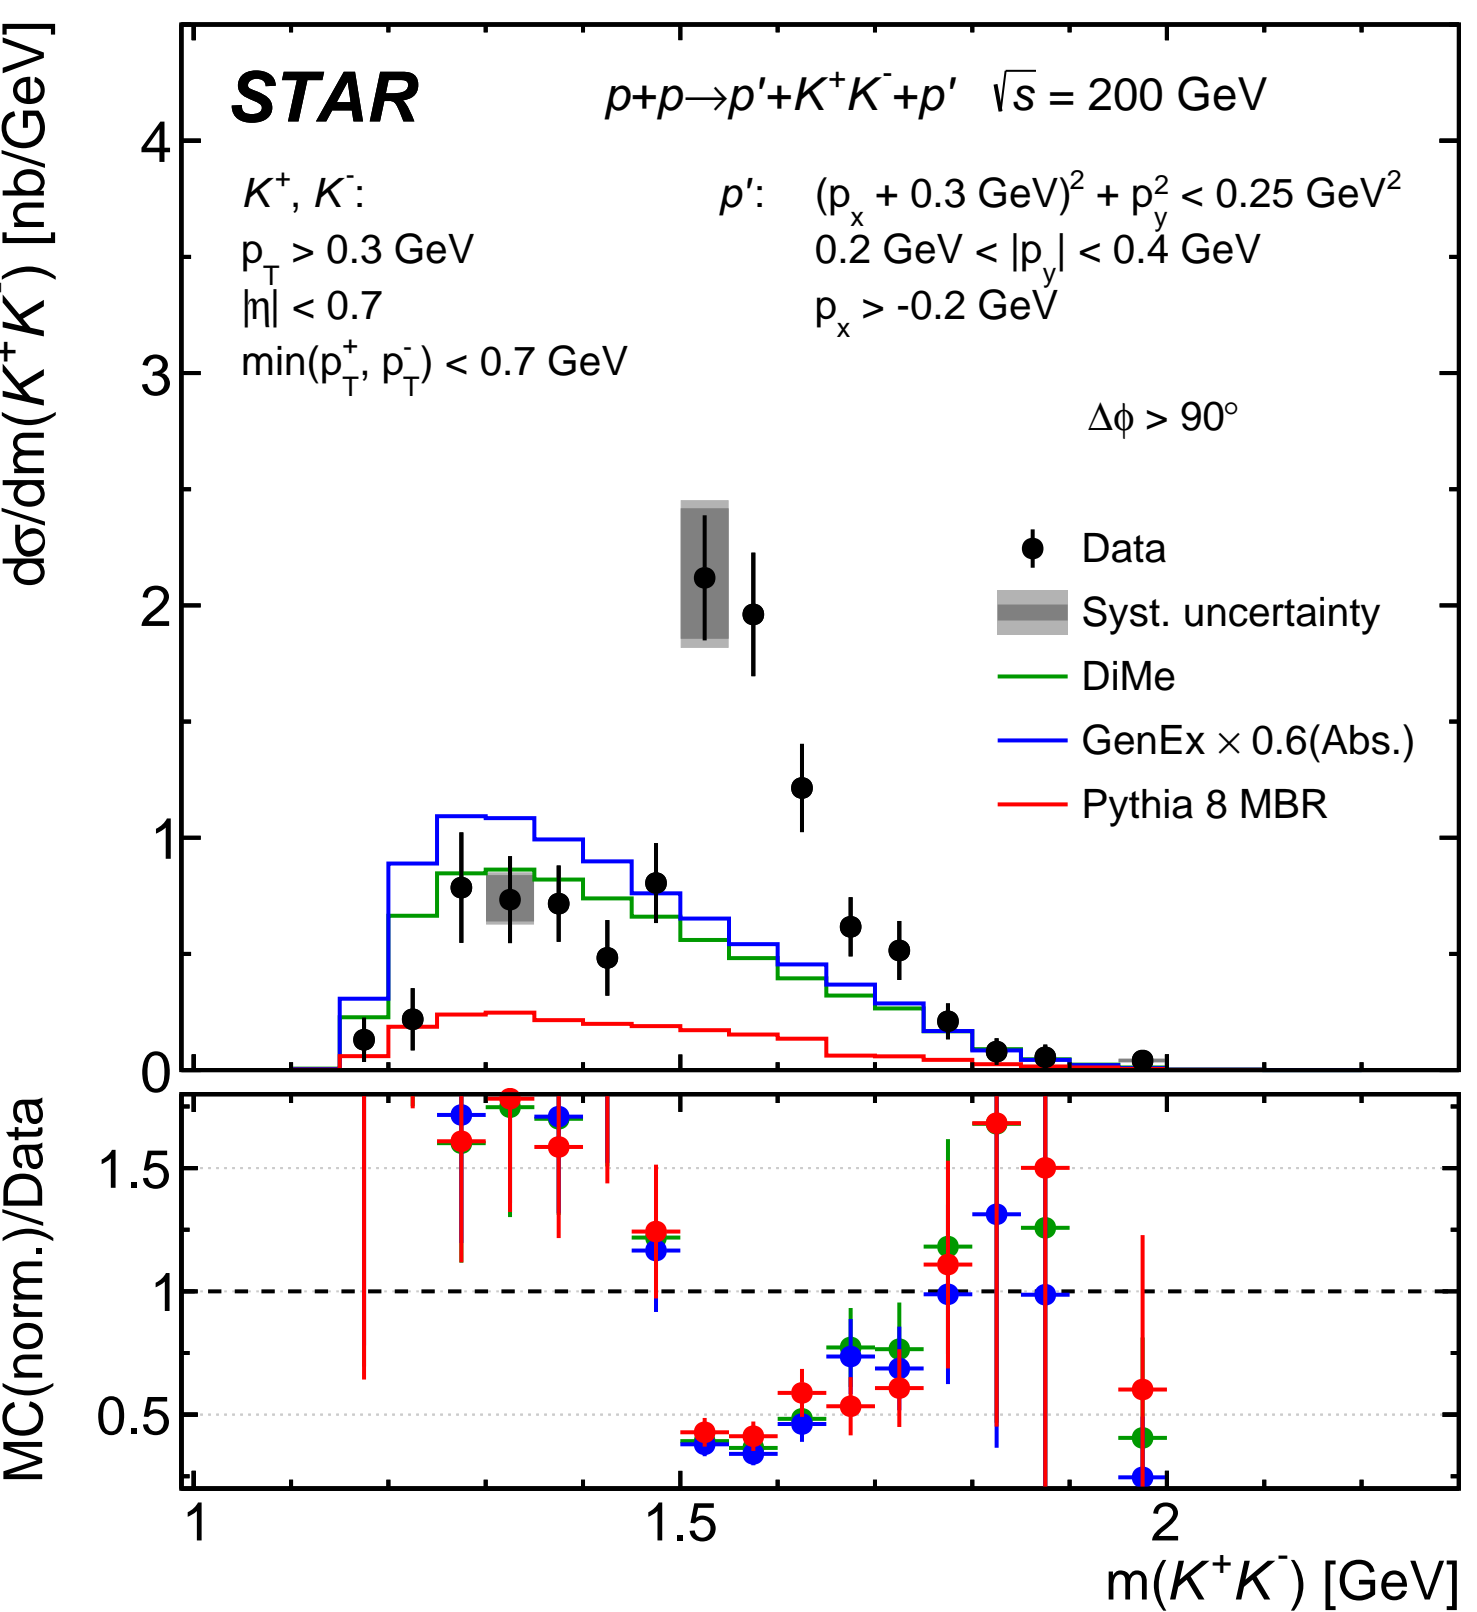 STAR p+p→p′+K⁺K⁻+p′ √s = 200 GeV
K⁺, K⁻: p′: (pₓ + 0.3 GeV)² + p_y² < 0.25 GeV²
p_T > 0.3 GeV 0.2 GeV < |p_y| < 0.4 GeV
|η| < 0.7 pₓ > -0.2 GeV
min(p_T⁺, p_T⁻) < 0.7 GeV
Δϕ > 90°
Data
Syst. uncertainty
DiMe
GenEx × 0.6(Abs.)
Pythia 8 MBR
dσ/dm(K⁺K⁻) [nb/GeV]
4
3
2
1
0
MC(norm.)/Data
1.5
1
0.5
1 1.5 2
m(K⁺K⁻) [GeV]